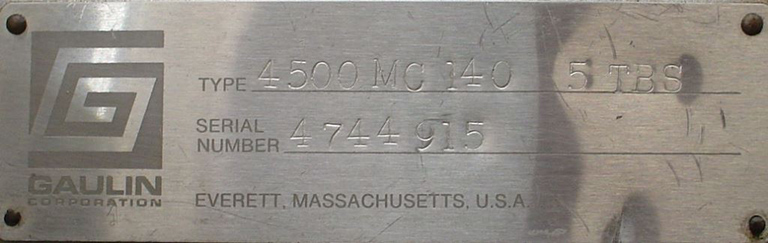 TYPE 4500 MC 140 5 TBS
SERIAL
NUMBER 4744915
GAULIN
CORPORATION
EVERETT, MASSACHUSETTS, U.S.A.